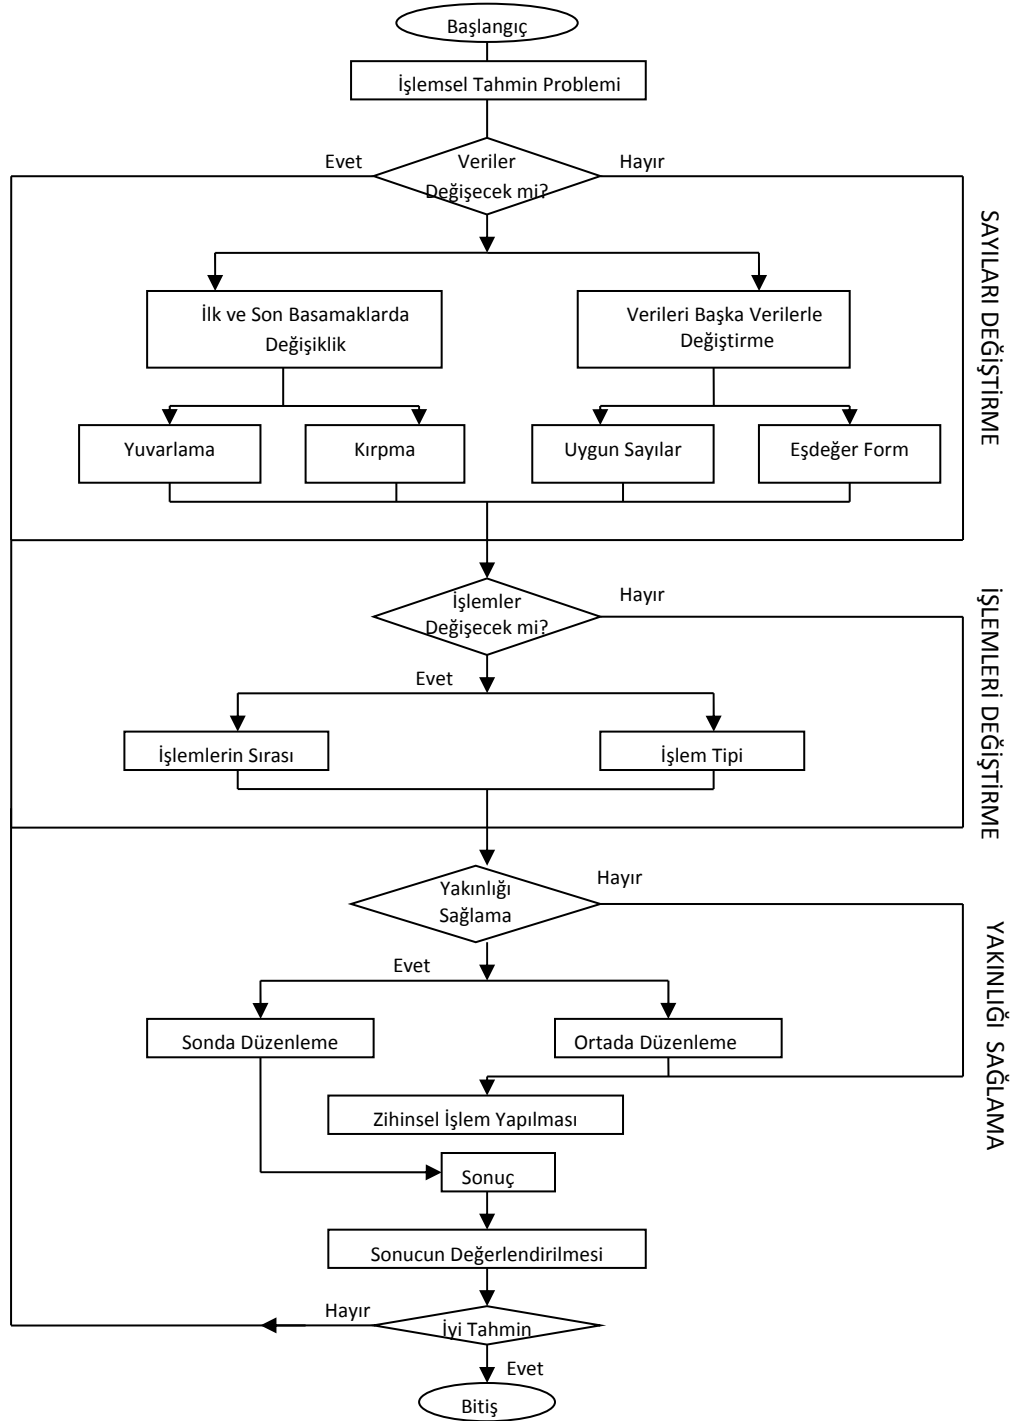 Başlangıç
İşlemsel Tahmin Problemi
Evet
Veriler
Değişecek mi?
Hayır
SAYILARI DEĞİŞTİRME
İlk ve Son Basamaklarda
Değişiklik
Verileri Başka Verilerle
Değiştirme
Yuvarlama
Kırpma
Uygun Sayılar
Eşdeğer Form
İşlemler
Değişecek mi?
Hayır
İŞLEMLERİ DEĞİŞTİRME
Evet
İşlemlerin Sırası
İşlem Tipi
Yakınlığı
Sağlama
Hayır
YAKINLIĞI SAĞLAMA
Evet
Sonda Düzenleme
Ortada Düzenleme
Zihinsel İşlem Yapılması
Sonuç
Sonucun Değerlendirilmesi
Hayır
İyi Tahmin
Evet
Bitiş